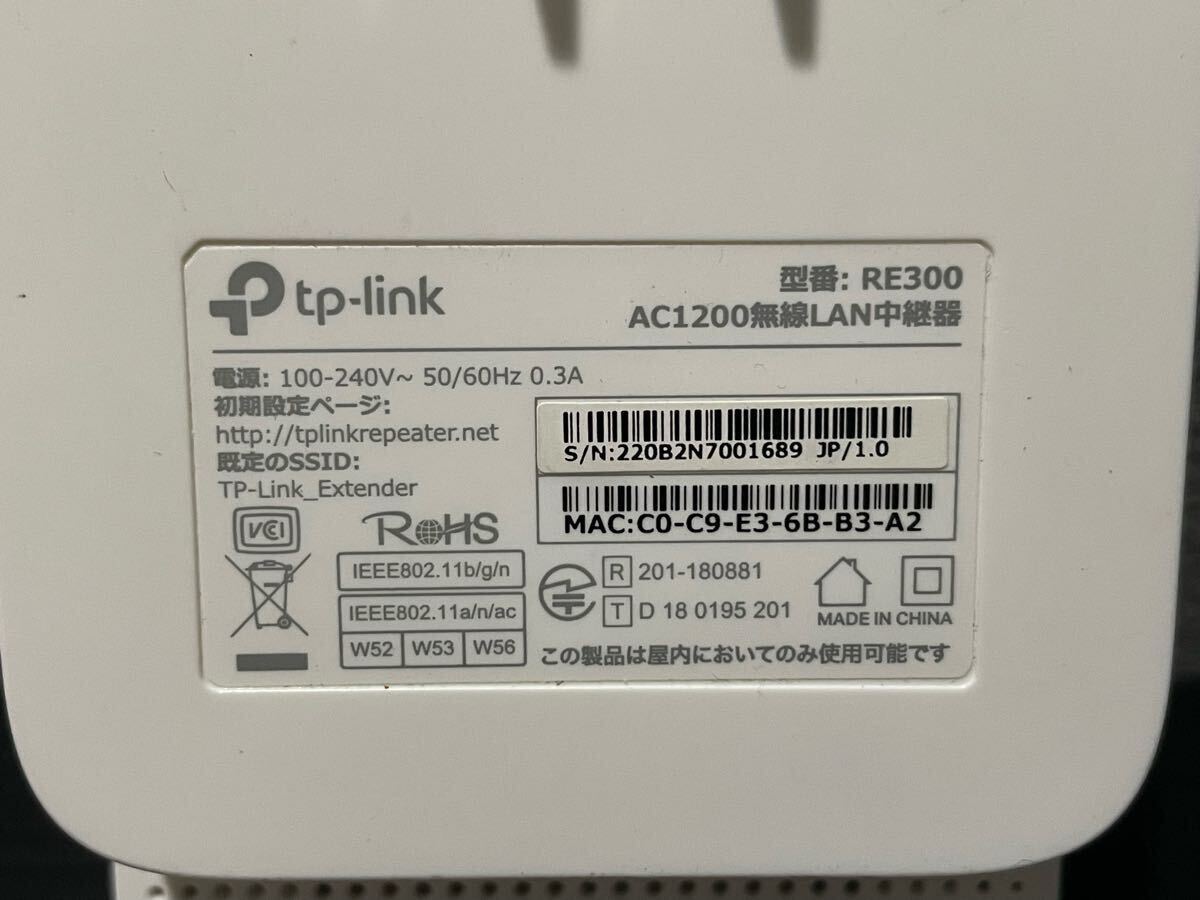 tp-link
型番: RE300
AC1200無線LAN中継器
電源: 100-240V~ 50/60Hz 0.3A
初期設定ページ:
http://tplinkrepeater.net
既定のSSID:
TP-Link_Extender
S/N:220B2N7001689 JP/1.0
MAC:C0-C9-E3-6B-B3-A2
VCCI
RoHS
IEEE802.11b/g/n
IEEE802.11a/n/ac
W52 W53 W56
R 201-180881
T D 18 0195 201
MADE IN CHINA
この製品は屋内においてのみ使用可能です